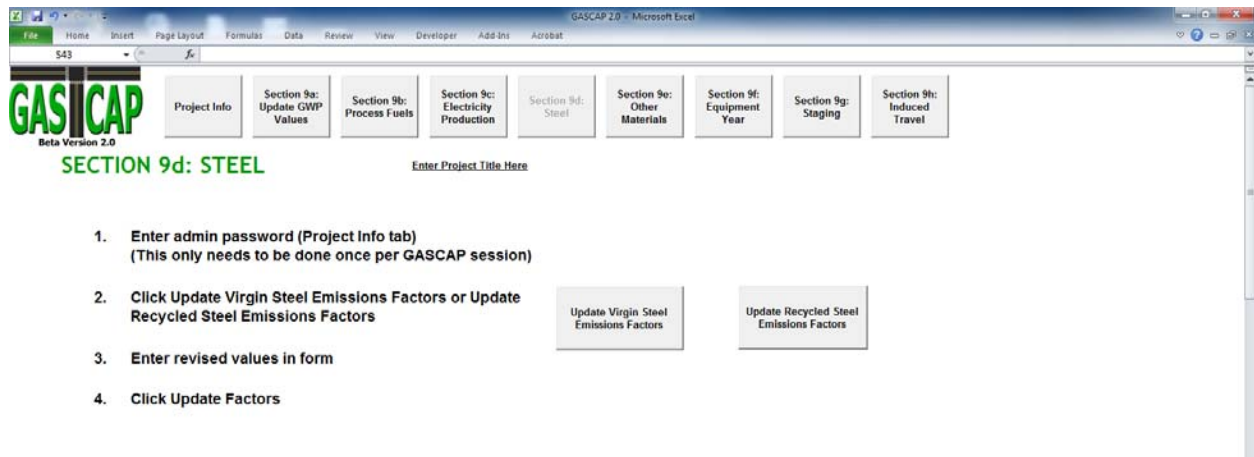 GASCAP 2.0 - Microsoft Excel
File Home Insert Page Layout Formulas Data Review View Developer Add-Ins Acrobat
S43 fx
GASCAP
Beta Version 2.0
Project Info
Section 9a:
Update GWP
Values
Section 9b:
Process Fuels
Section 9c:
Electricity
Production
Section 9d:
Steel
Section 9e:
Other
Materials
Section 9f:
Equipment
Year
Section 9g:
Staging
Section 9h:
Induced
Travel
SECTION 9d: STEEL
Enter Project Title Here
1. Enter admin password (Project Info tab)
(This only needs to be done once per GASCAP session)
2. Click Update Virgin Steel Emissions Factors or Update
Recycled Steel Emissions Factors
Update Virgin Steel
Emissions Factors
Update Recycled Steel
Emissions Factors
3. Enter revised values in form
4. Click Update Factors